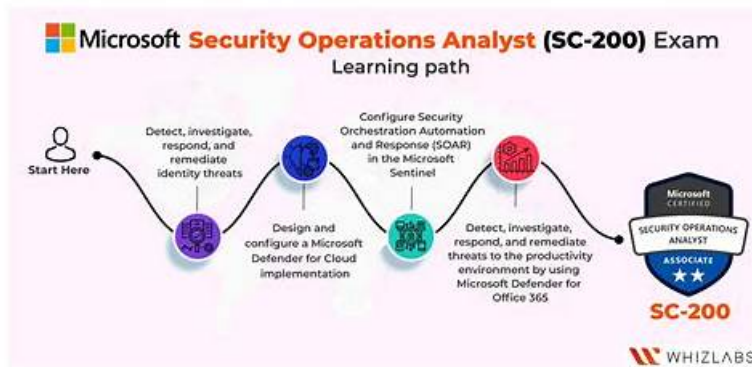 Microsoft Security Operations Analyst (SC-200) Exam
Learning path
Start Here
Detect, investigate,
respond, and
remediate
identity threats
Design and
configure a Microsoft
Defender for Cloud
implementation
Configure Security
Orchestration Automation
and Response (SOAR)
in the Microsoft
Sentinel
Detect, investigate,
respond, and remediate
threats to the productivity
environment by using
Microsoft Defender for
Office 365
Microsoft
CERTIFIED
SECURITY OPERATIONS
ANALYST
ASSOCIATE
SC-200
WHIZLABS